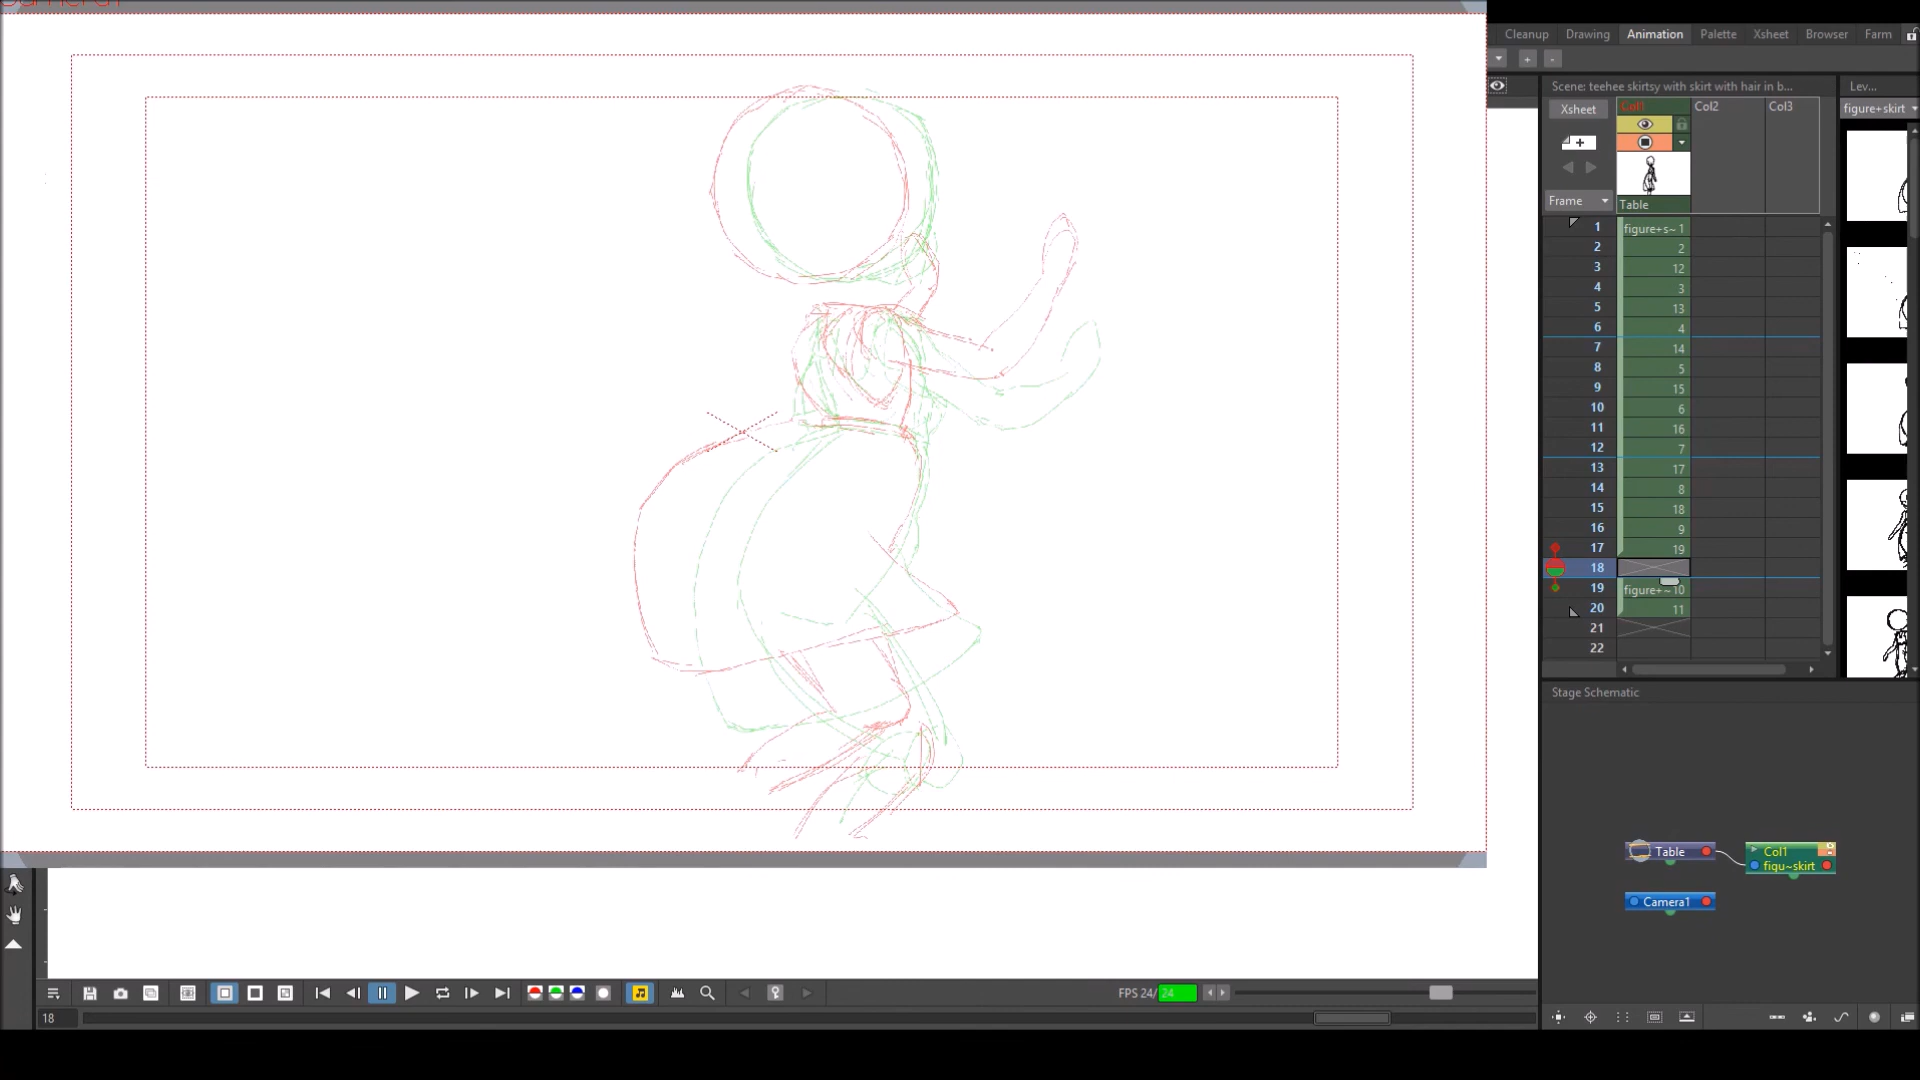 Camera1
Cleanup Drawing Animation Palette Xsheet Browser Farm
Scene: teehee skirtsy with skirt with hair in b...
Lev...
Xsheet
Col1 Col2 Col3
figure+skirt
Frame
Table
1 figure+s~ 1
2 2
3 12
4 3
5 13
6 4
7 14
8 5
9 15
10 6
11 16
12 7
13 17
14 8
15 18
16 9
17 19
18
19 figure+~10
20 11
21
22
Stage Schematic
Table
Col1
figu~skirt
Camera1
FPS 24/24
18